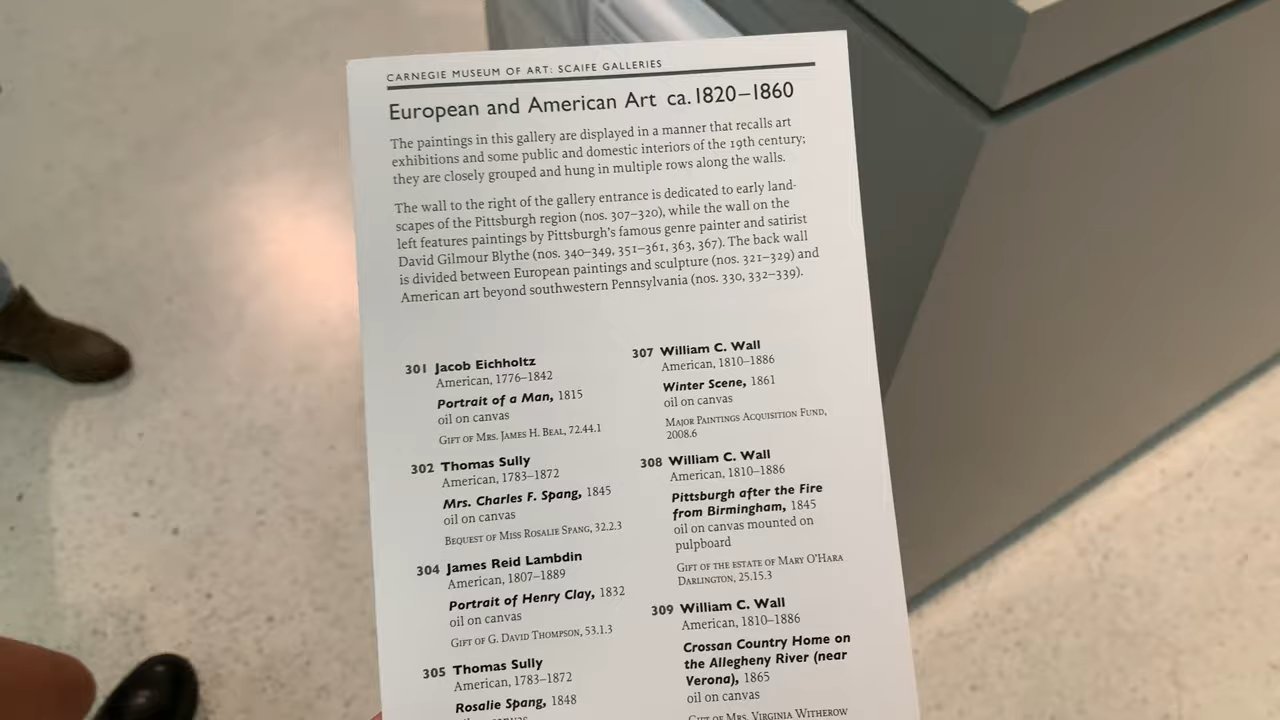 CARNEGIE MUSEUM OF ART: SCAIFE GALLERIES
European and American Art ca. 1820–1860
The paintings in this gallery are displayed in a manner that recalls art
exhibitions and some public and domestic interiors of the 19th century;
they are closely grouped and hung in multiple rows along the walls.
The wall to the right of the gallery entrance is dedicated to early land-
scapes of the Pittsburgh region (nos. 307–320), while the wall on the
left features paintings by Pittsburgh's famous genre painter and satirist
David Gilmour Blythe (nos. 340–349, 351–361, 363, 367). The back wall
is divided between European paintings and sculpture (nos. 321–329) and
American art beyond southwestern Pennsylvania (nos. 330, 332–339).
301 Jacob Eichholtz
American, 1776–1842
Portrait of a Man, 1815
oil on canvas
Gift of Mrs. James H. Beal, 72.44.1
302 Thomas Sully
American, 1783–1872
Mrs. Charles F. Spang, 1845
oil on canvas
Bequest of Miss Rosalie Spang, 32.2.3
304 James Reid Lambdin
American, 1807–1889
Portrait of Henry Clay, 1832
oil on canvas
Gift of G. David Thompson, 53.1.3
305 Thomas Sully
American, 1783–1872
Rosalie Spang, 1848
307 William C. Wall
American, 1810–1886
Winter Scene, 1861
oil on canvas
Major Paintings Acquisition Fund,
2008.6
308 William C. Wall
American, 1810–1886
Pittsburgh after the Fire
from Birmingham, 1845
oil on canvas mounted on
pulpboard
Gift of the estate of Mary O'Hara
Darlington, 25.15.3
309 William C. Wall
American, 1810–1886
Crossan Country Home on
the Allegheny River (near
Verona), 1865
oil on canvas
Gift of Mrs. Virginia Witherow